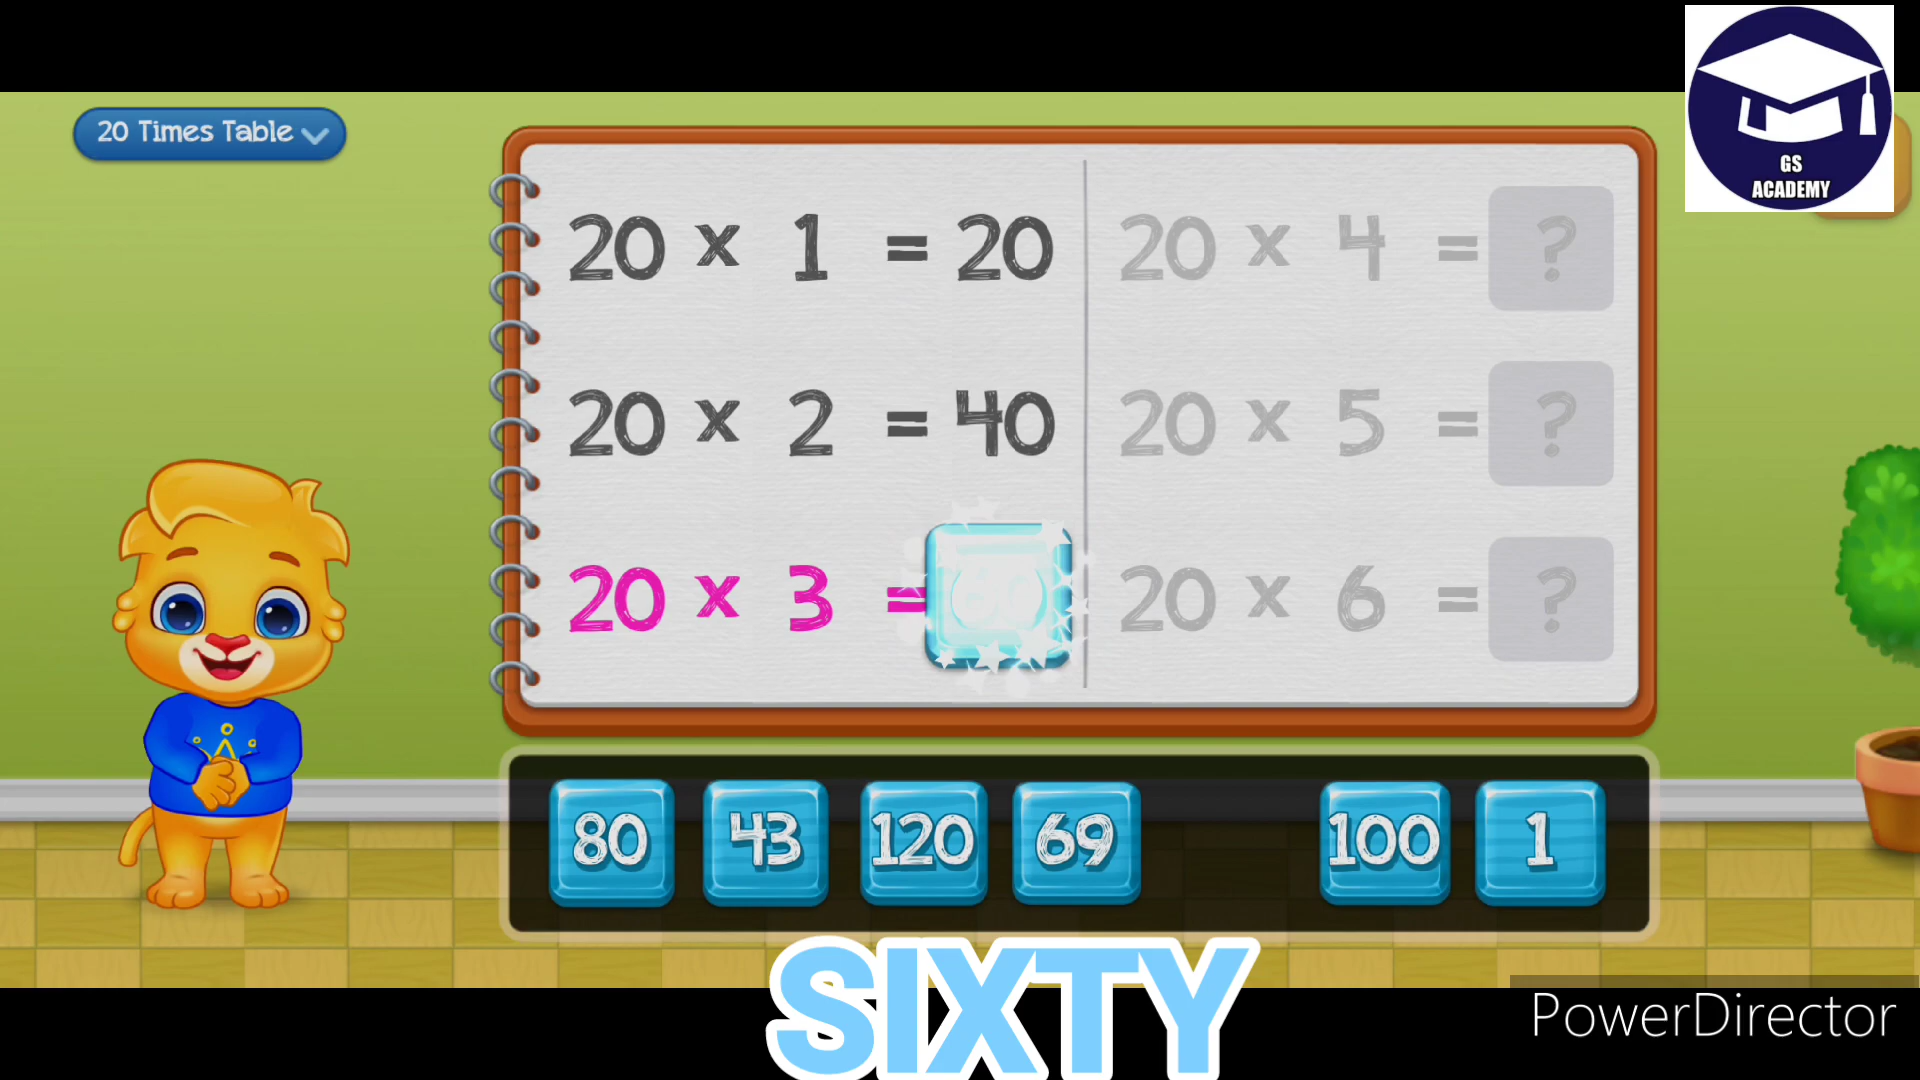 20 Times Table
GS
ACADEMY
20 x 1 = 20
20 x 2 = 40
20 x 3 =
20 x 4 = ?
20 x 5 = ?
20 x 6 = ?
80 43 120 69 100 1
SIXTY
PowerDirector